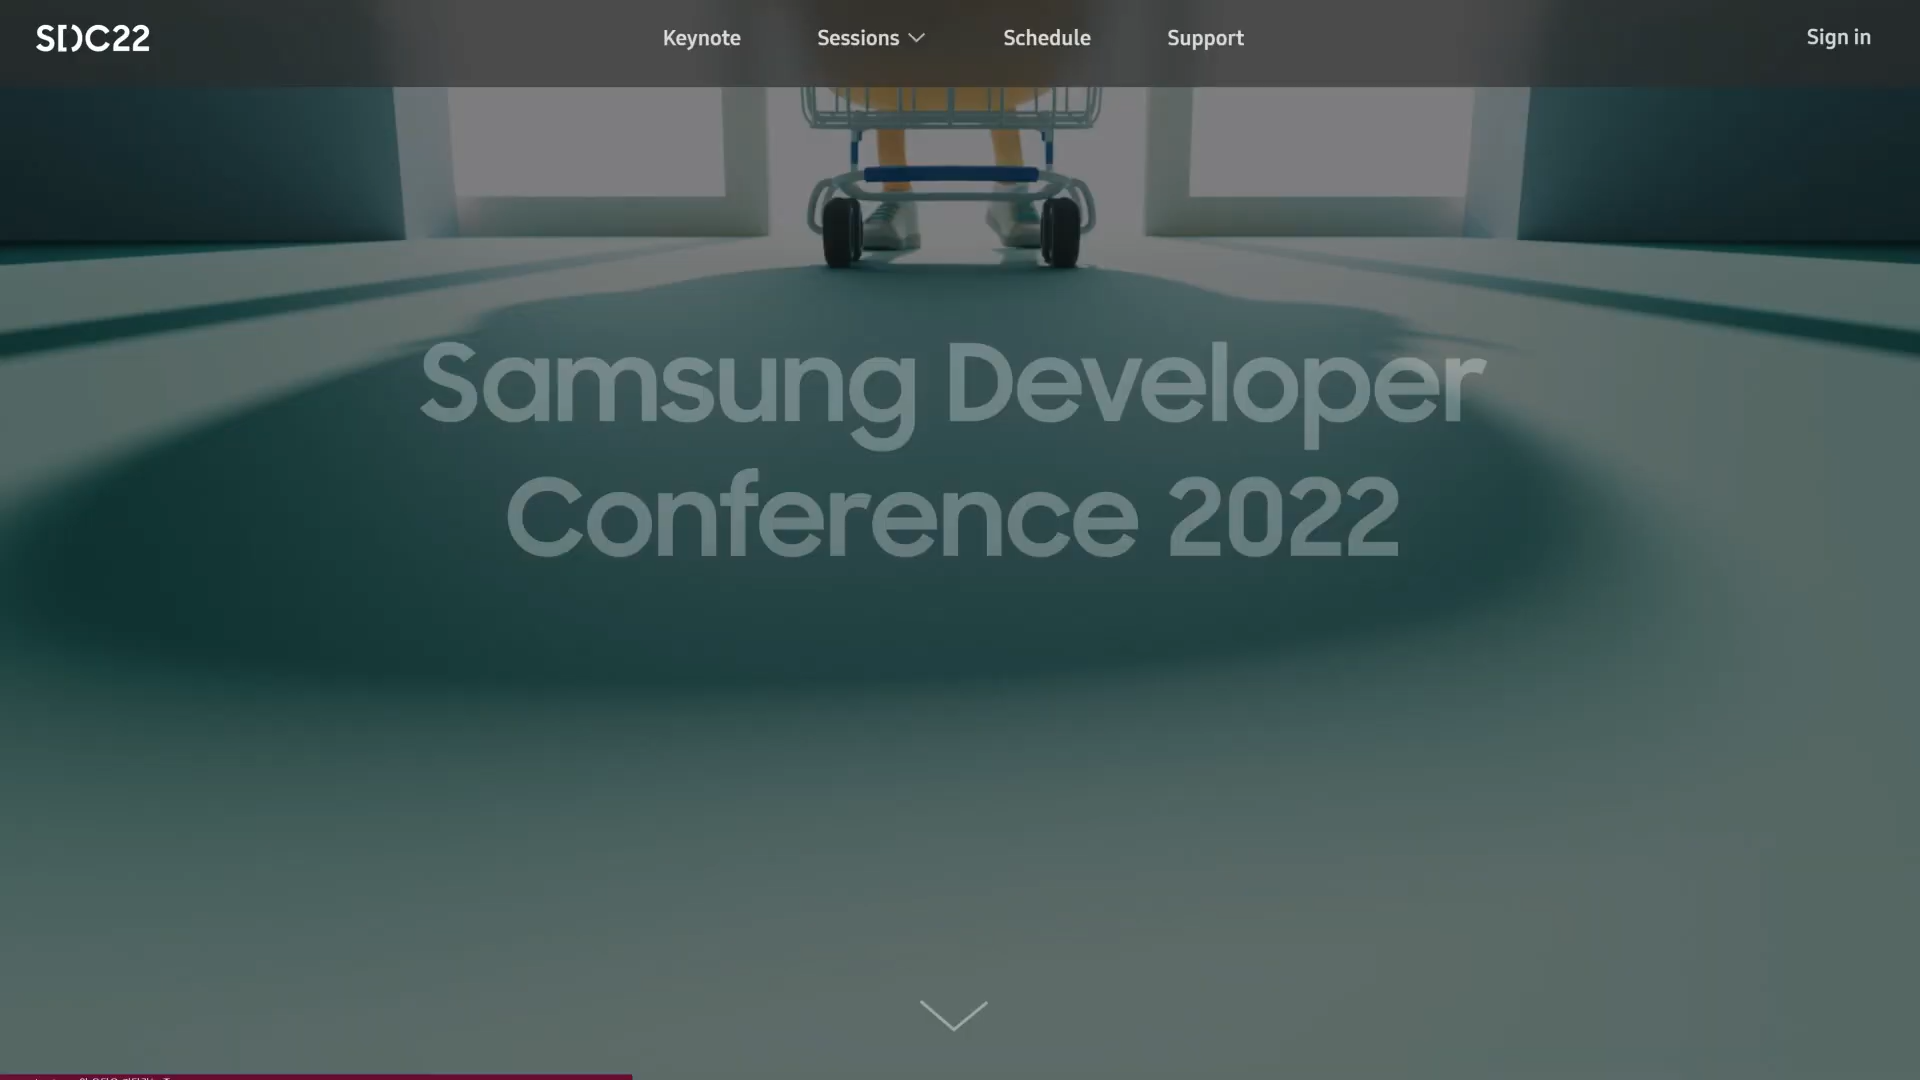 SDC22
Keynote
Sessions
Schedule
Support
Sign in
Samsung Developer
Conference 2022